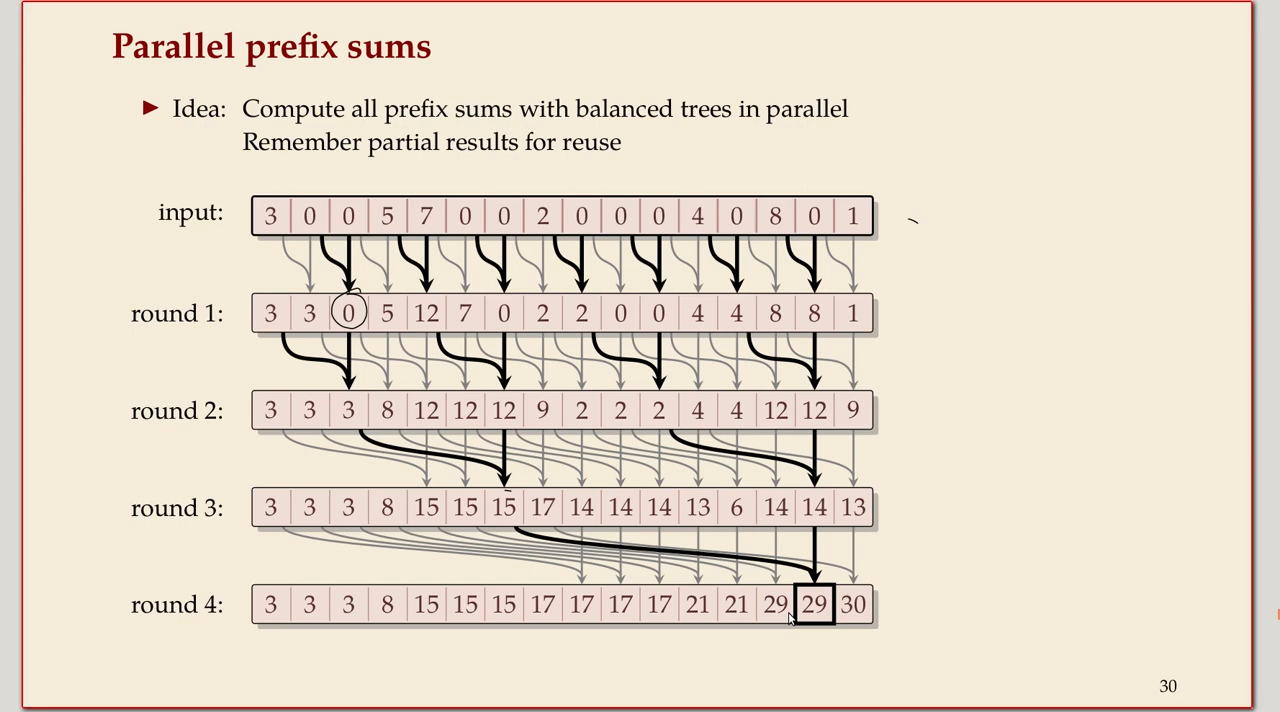 Parallel prefix sums
► Idea: Compute all prefix sums with balanced trees in parallel
Remember partial results for reuse
input: 3 0 0 5 7 0 0 2 0 0 0 4 0 8 0 1
round 1: 3 3 0 5 12 7 0 2 2 0 0 4 4 8 8 1
round 2: 3 3 3 8 12 12 12 9 2 2 2 4 4 12 12 9
round 3: 3 3 3 8 15 15 15 17 14 14 14 13 6 14 14 13
round 4: 3 3 3 8 15 15 15 17 17 17 17 21 21 29 29 30
30